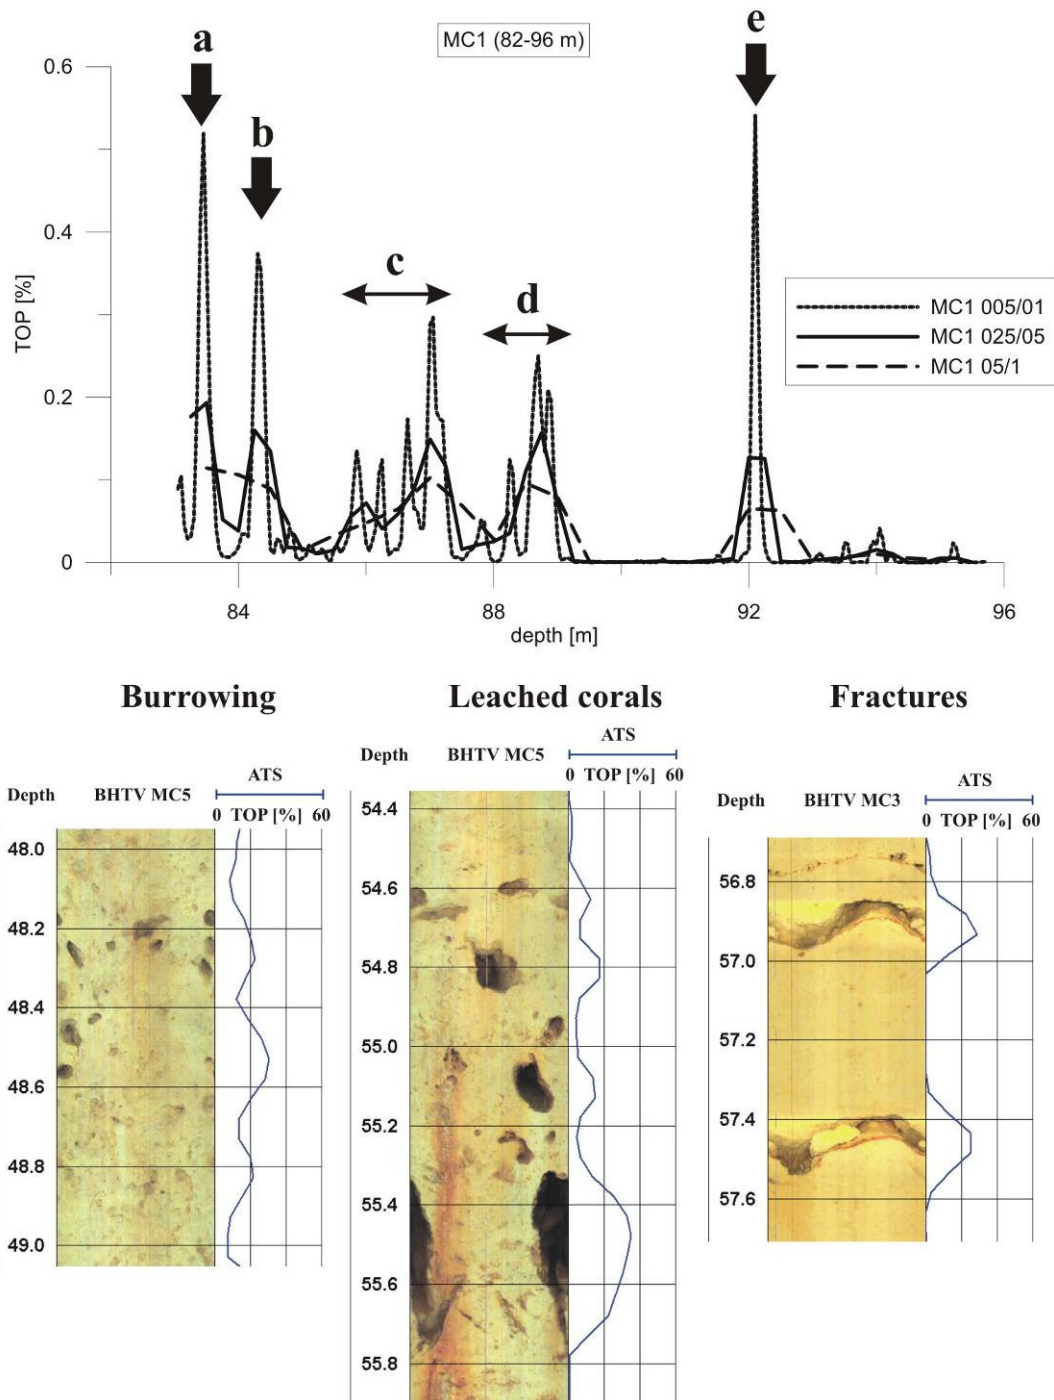 MC1 (82-96 m)
a
b
c
d
e
TOP [%]
0.6
0.4
0.2
0
84
88
92
96
depth [m]
MC1 005/01
MC1 025/05
MC1 05/1
Burrowing
Depth
BHTV MC5
ATS
0 TOP [%] 60
48.0
48.2
48.4
48.6
48.8
49.0
Leached corals
Depth
BHTV MC5
ATS
0 TOP [%] 60
54.4
54.6
54.8
55.0
55.2
55.4
55.6
55.8
Fractures
Depth
BHTV MC3
ATS
0 TOP [%] 60
56.8
57.0
57.2
57.4
57.6